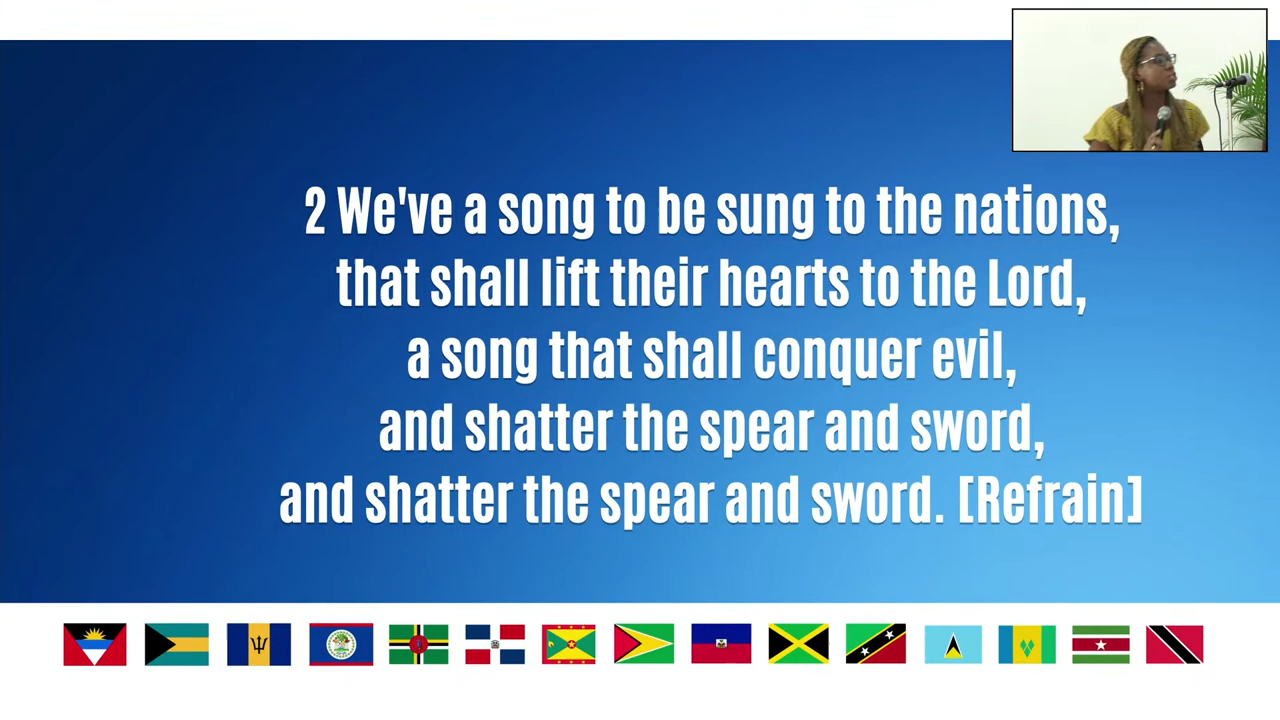 2 We've a song to be sung to the nations,
that shall lift their hearts to the Lord,
a song that shall conquer evil,
and shatter the spear and sword,
and shatter the spear and sword. [Refrain]